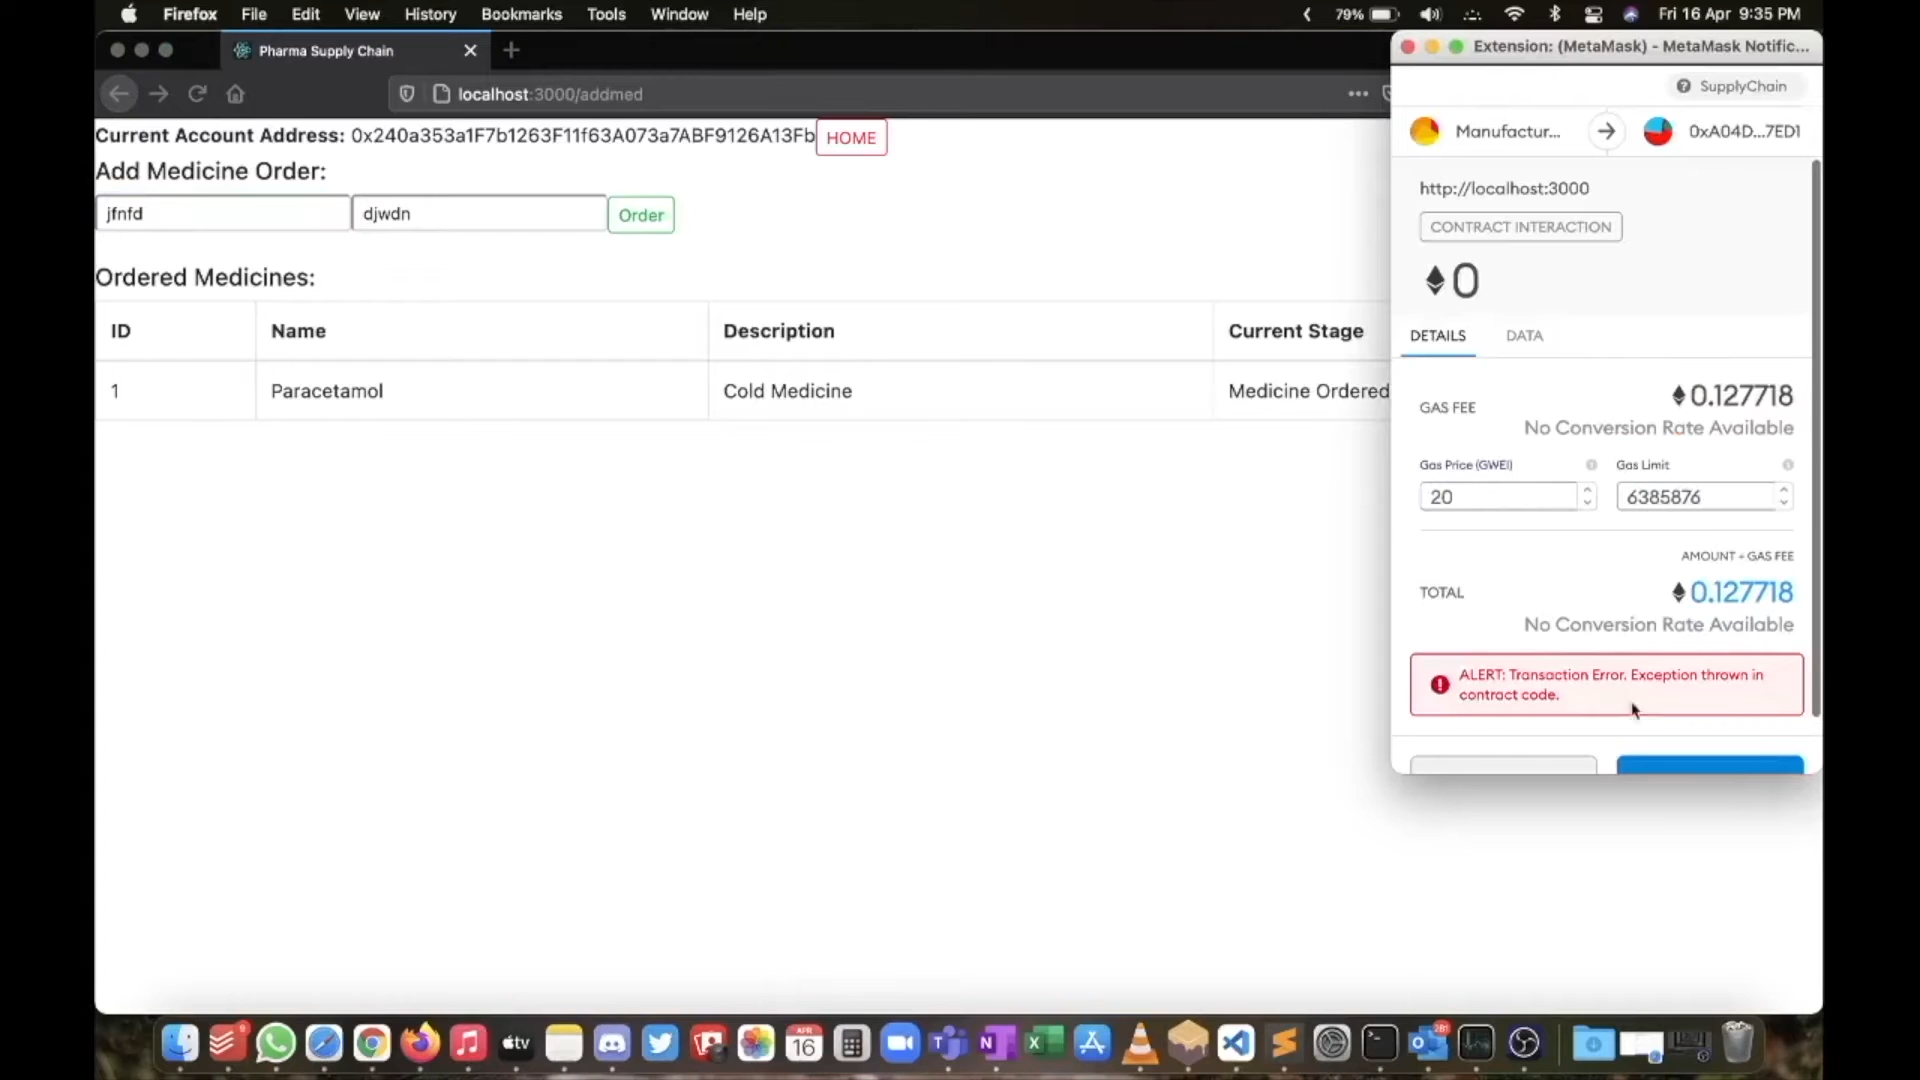 Firefox File Edit View History Bookmarks Tools Window Help 79% Fri 16 Apr 9:35 PM
Pharma Supply Chain
localhost:3000/addmed
Current Account Address: 0x240a353a1F7b1263F11f63A073a7ABF9126A13Fb HOME
Add Medicine Order:
jfnfd djwdn Order
Ordered Medicines:
ID Name Description Current Stage
1 Paracetamol Cold Medicine Medicine Ordered
Extension: (MetaMask) - MetaMask Notific...
SupplyChain
Manufactur... 0xA04D...7ED1
http://localhost:3000
CONTRACT INTERACTION
0
DETAILS DATA
GAS FEE 0.127718
No Conversion Rate Available
Gas Price (GWEI) Gas Limit
20 6385876
AMOUNT + GAS FEE
TOTAL 0.127718
No Conversion Rate Available
ALERT: Transaction Error. Exception thrown in
contract code.
9 tv APR 16 281